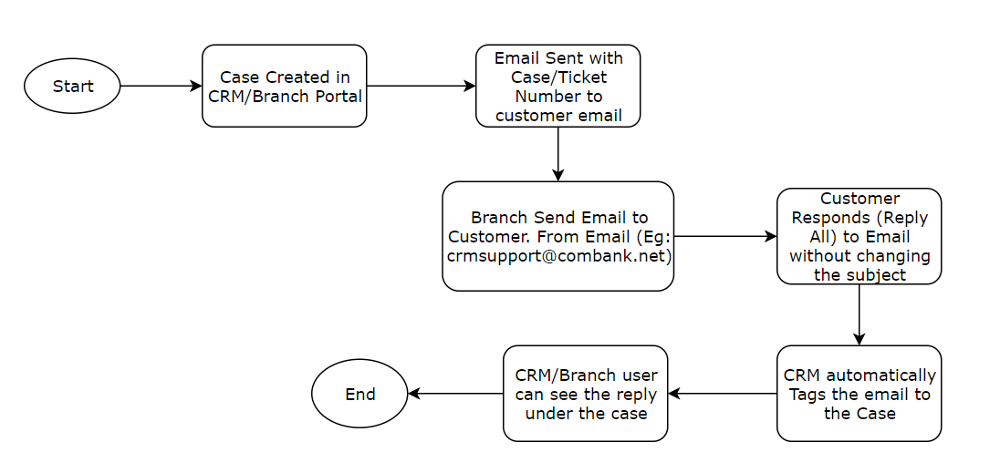 Start
Case Created in
CRM/Branch Portal
Email Sent with
Case/Ticket
Number to
customer email
Branch Send Email to
Customer. From Email (Eg:
crmsupport@combank.net)
Customer
Responds (Reply
All) to Email
without changing
the subject
CRM automatically
Tags the email to
the Case
CRM/Branch user
can see the reply
under the case
End